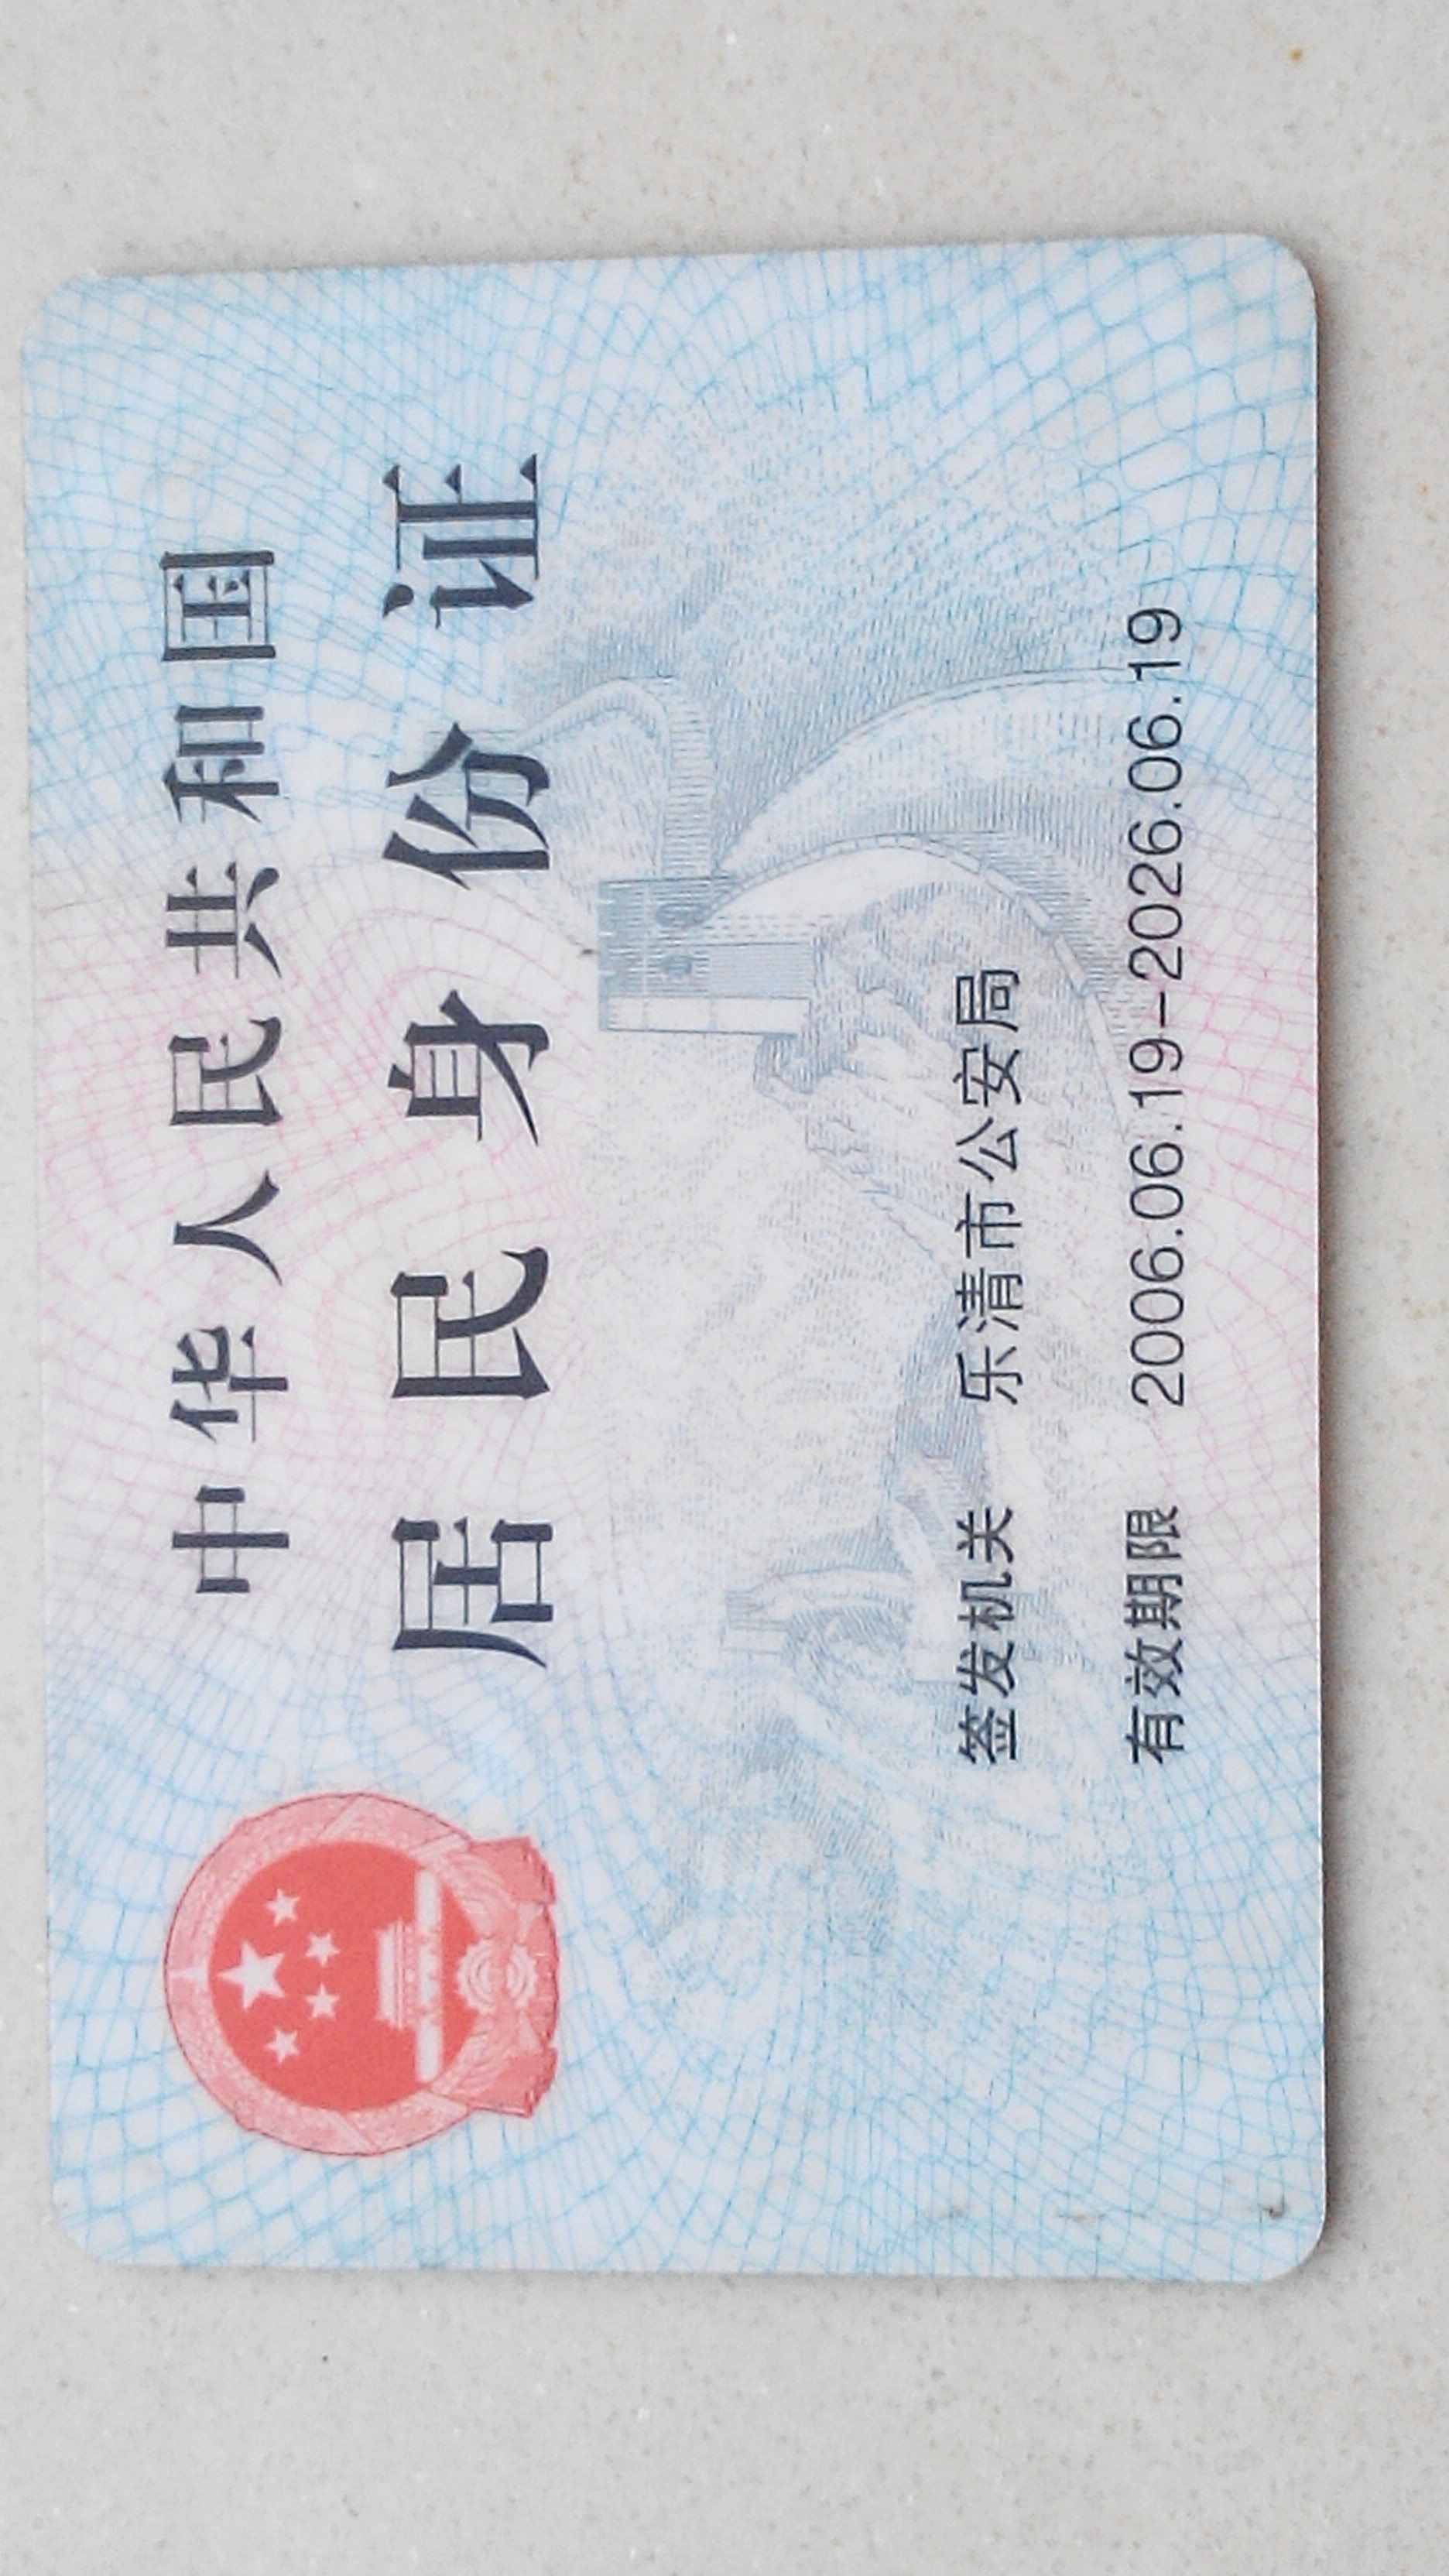 中华人民共和国
居民身份证
签发机关 乐清市公安局
有效期限 2006.06.19-2026.06.19